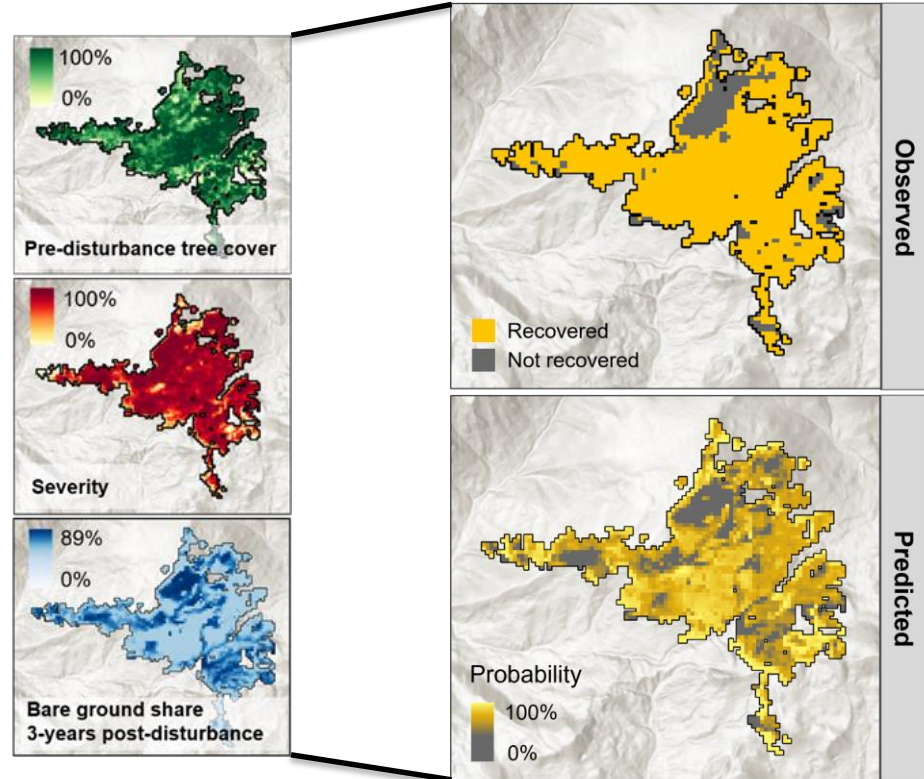 100%
0%
Pre-disturbance tree cover
100%
0%
Severity
89%
0%
Bare ground share
3-years post-disturbance
Recovered
Not recovered
Observed
Probability
100%
0%
Predicted